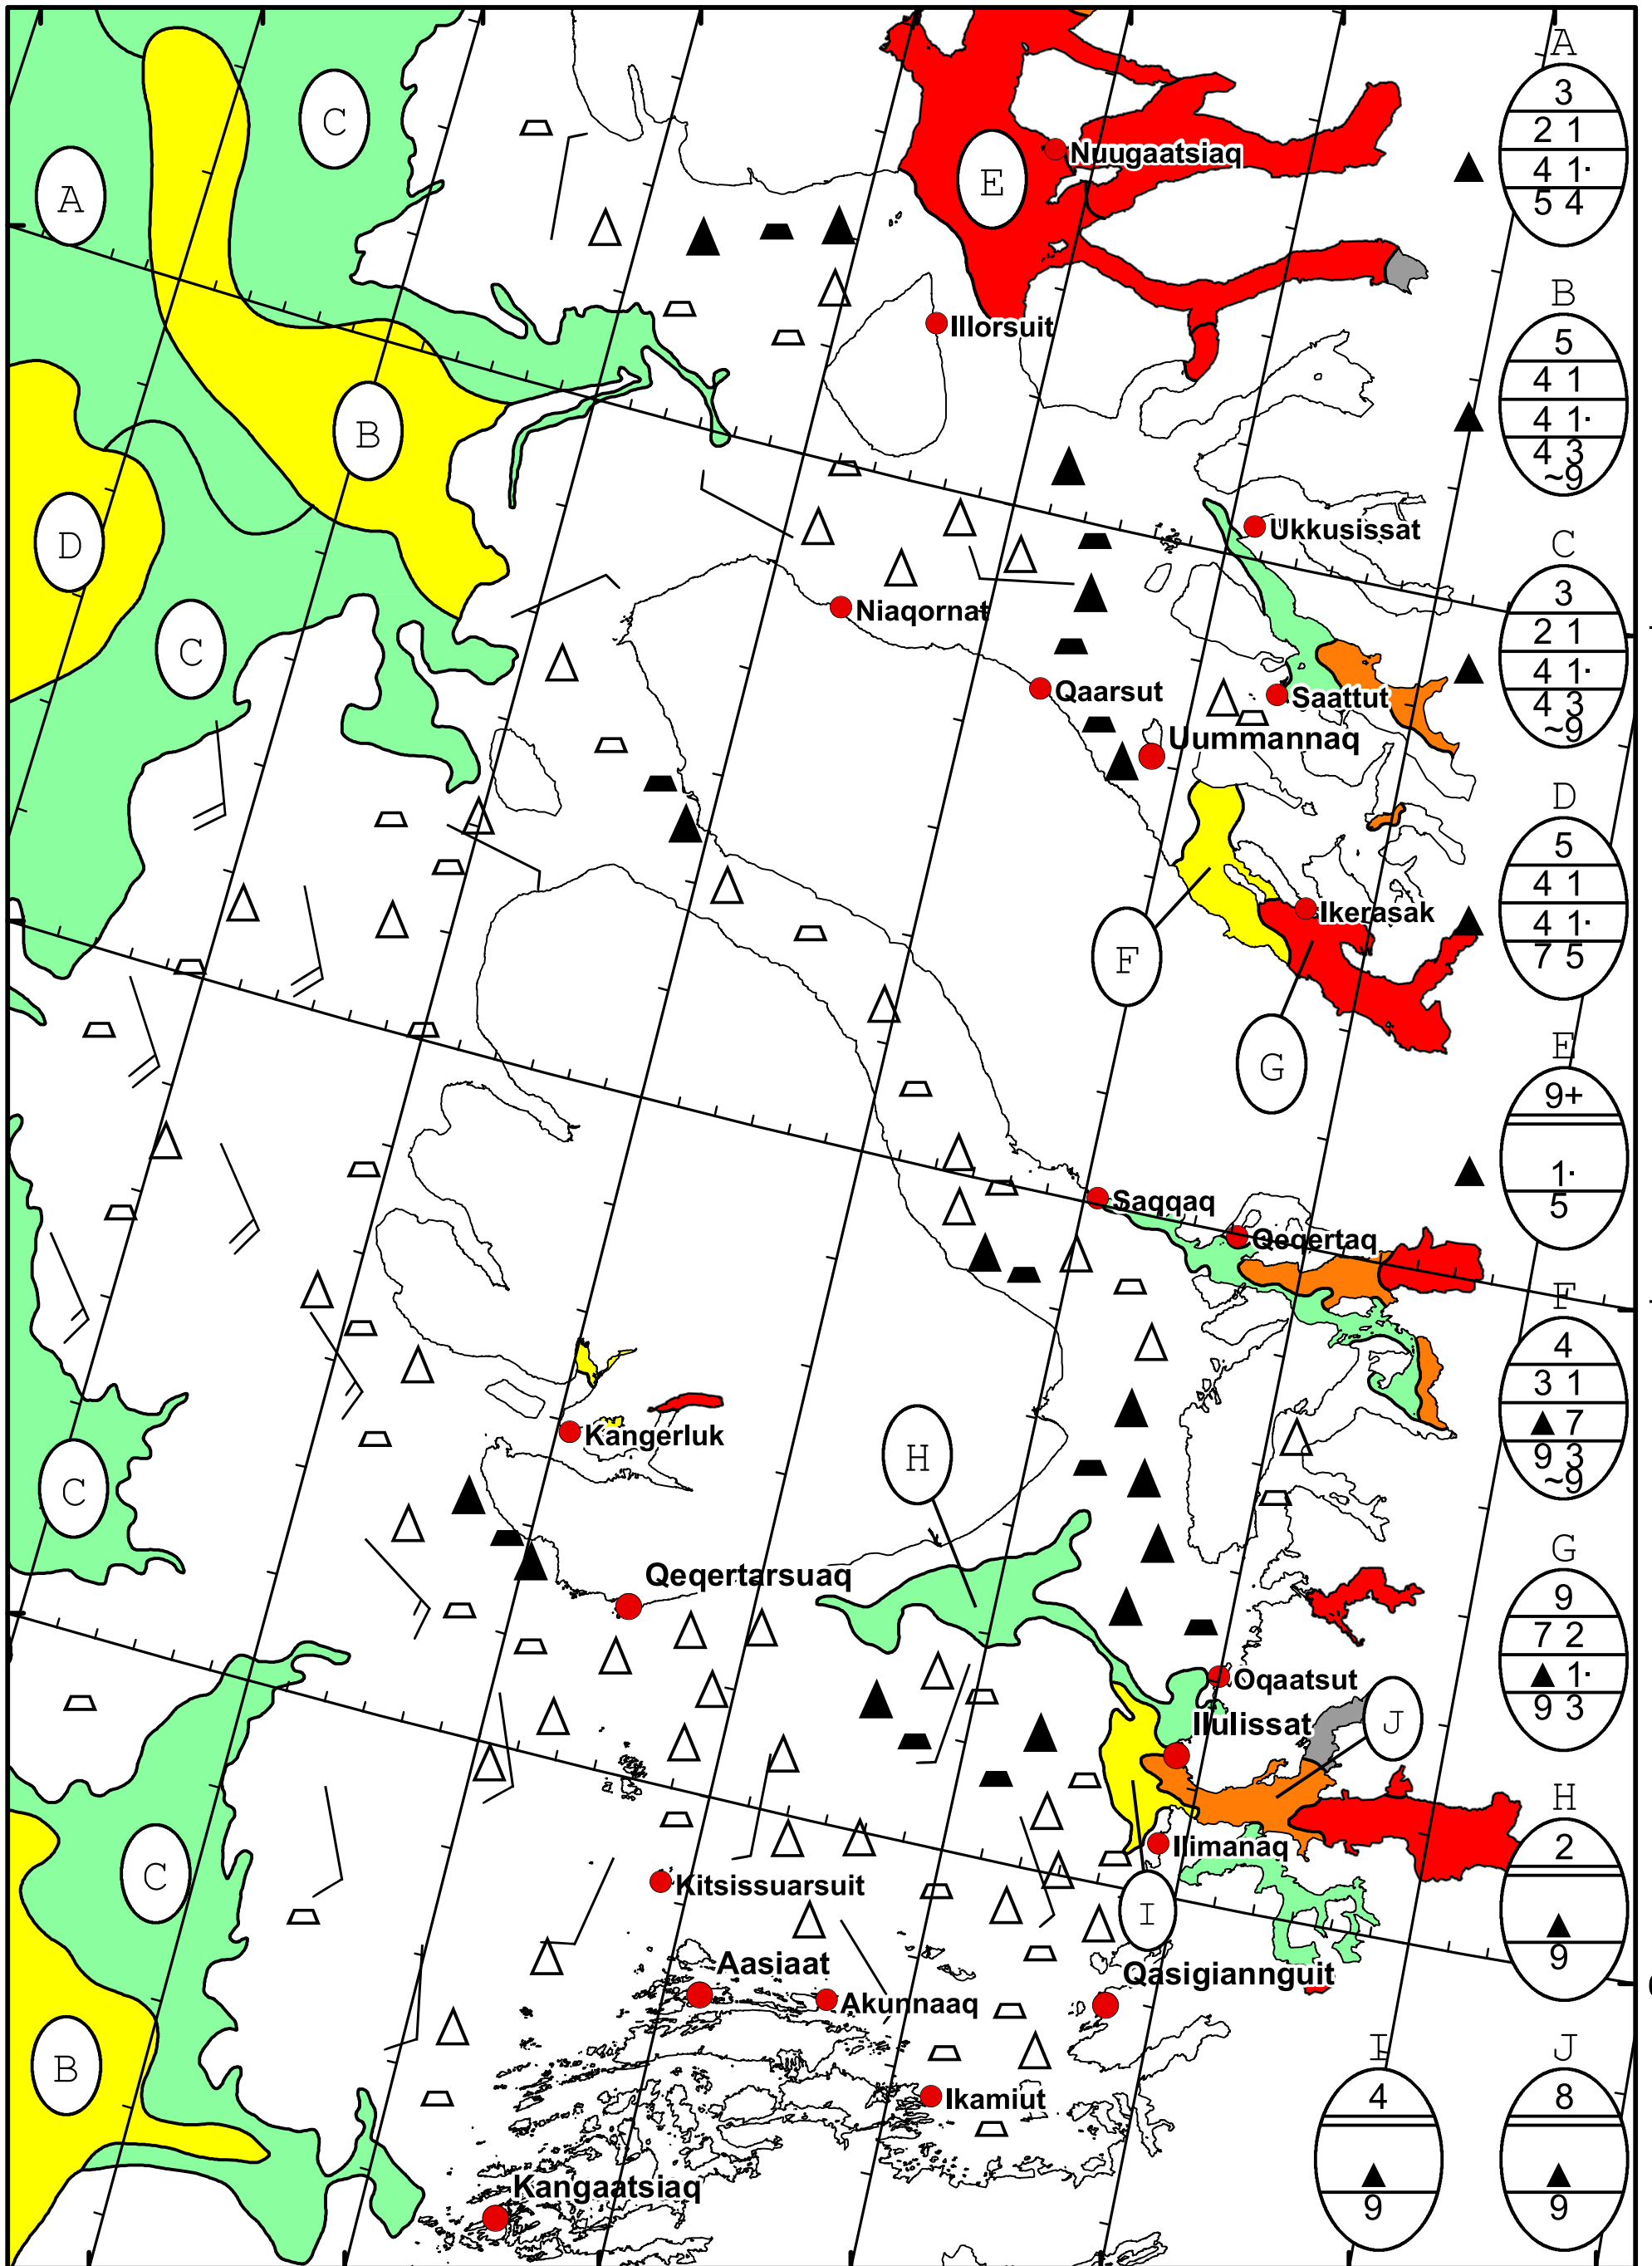 A
3
2 1
4 1·
5 4
C
A
Nuugaatsiaq
E
B
5
4 1
4 1·
4 3
~9
Illorsuit
B
D
Ukkusissat
C
3
2 1
4 1·
4 3
~9
Niaqornat
C
Qaarsut
Saattut
Uummannaq
D
5
4 1
4 1·
7 5
Ikerasak
F
G
E
9+
1·
5
Saqqaq
Qeqertaq
F
4
3 1
▲ 7
9 3
~9
Kangerluk
H
C
G
9
7 2
▲ 1·
9 3
Qeqertarsuaq
Oqaatsut
Ilulissat
J
H
2
▲
9
Ilimanaq
C
Kitsissuarsuit
I
Aasiaat
Qasigiannguit
Akunnaaq
B
Ikamiut
I
4
▲
9
J
8
▲
9
Kangaatsiaq